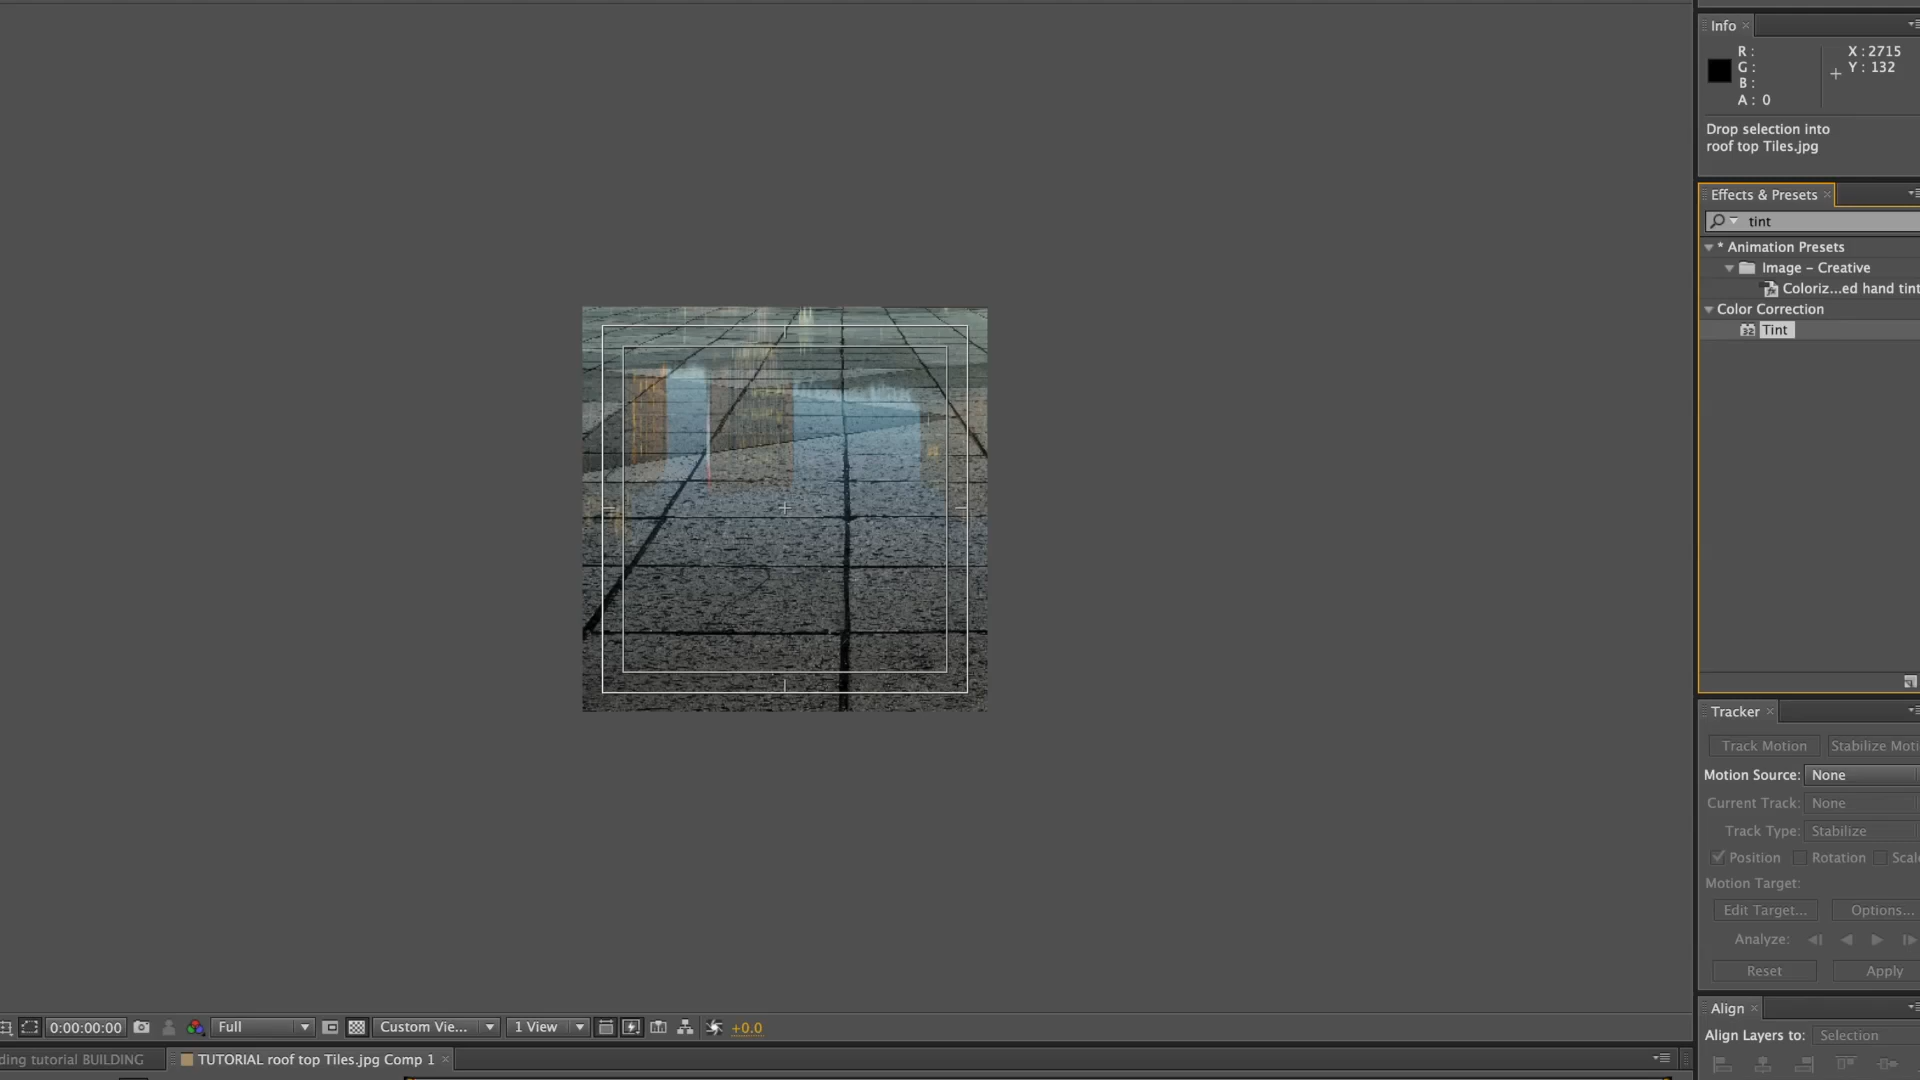 Info
R :
G :
B :
A : 0
X : 2715
Y : 132
Drop selection into
roof top Tiles.jpg
Effects & Presets
tint
* Animation Presets
Image - Creative
Coloriz...ed hand tint
Color Correction
Tint
Tracker
Track Motion
Stabilize Moti
Motion Source: None
Current Track: None
Track Type: Stabilize
Position
Rotation
Scale
Motion Target:
Edit Target...
Options...
Analyze:
Reset
Apply
Align
Align Layers to: Selection
0:00:00:00
Full
Custom Vie...
1 View
+0.0
ding tutorial BUILDING
TUTORIAL roof top Tiles.jpg Comp 1